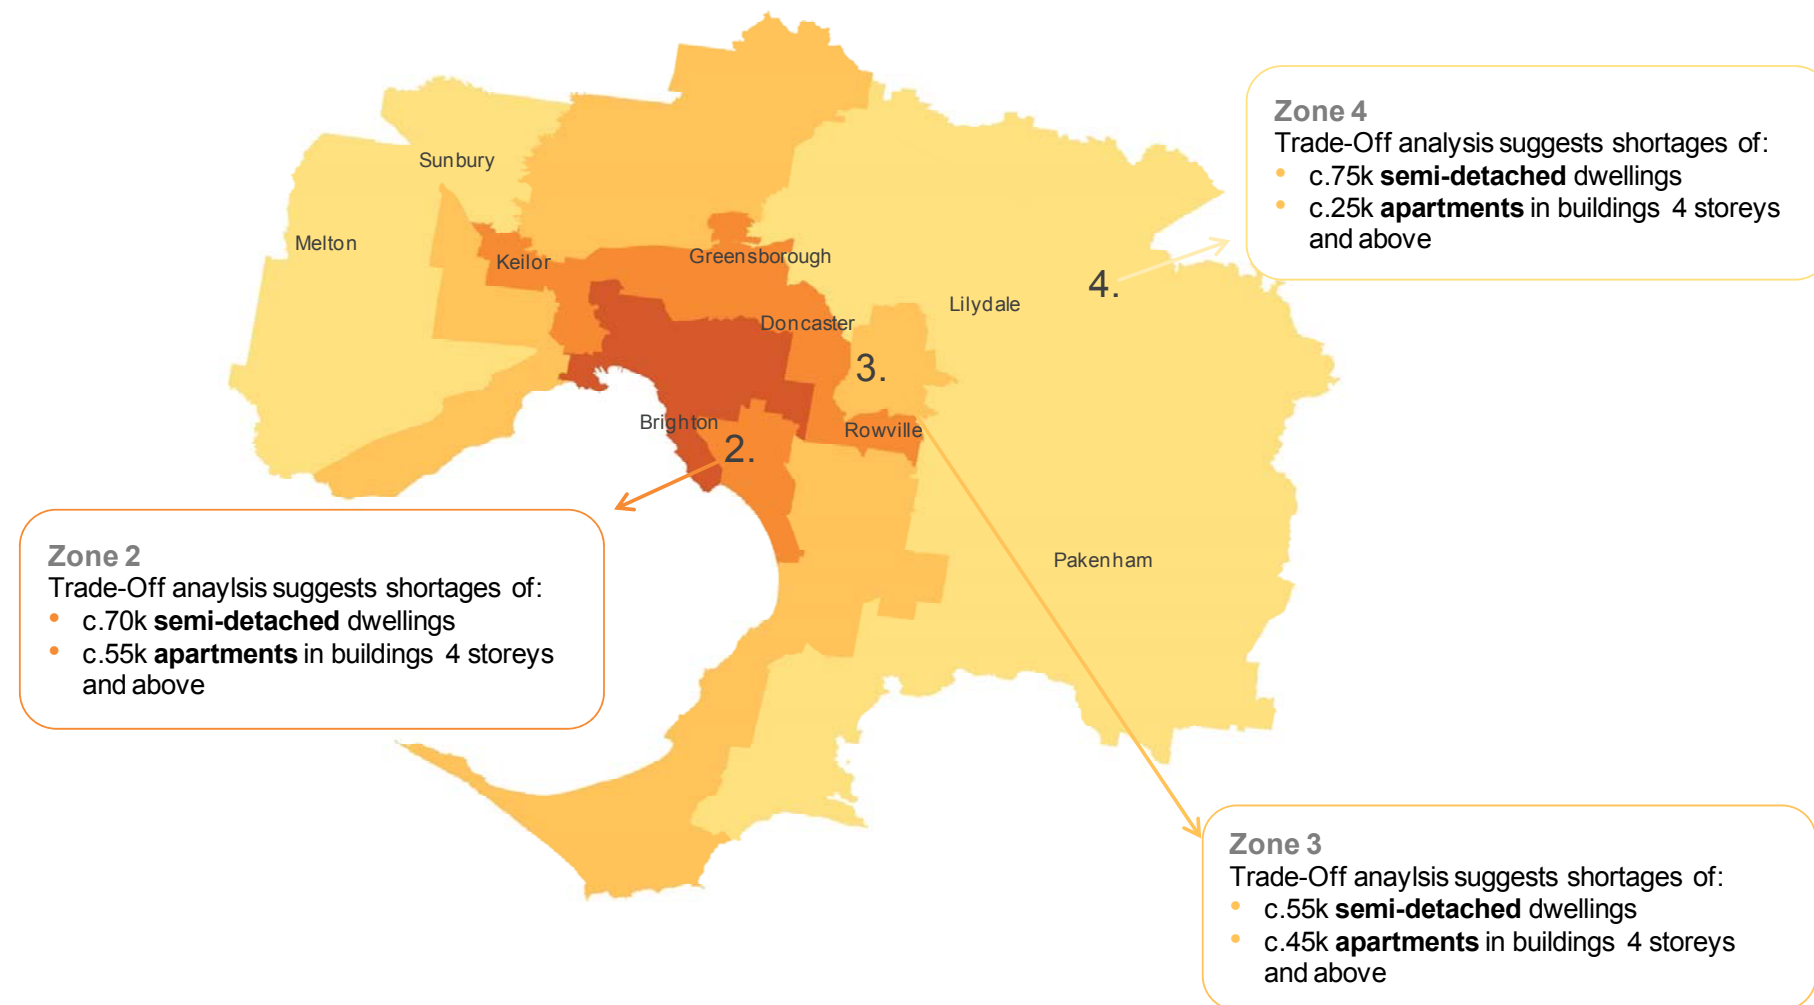 Zone 4
Trade-Off analysis suggests shortages of:
• c.75k semi-detached dwellings
• c.25k apartments in buildings 4 storeys
and above
Sunbury
Melton
Keilor
Greensborough
4.
Lilydale
Doncaster
3.
Brighton
Rowville
2.
Pakenham
Zone 2
Trade-Off anaylsis suggests shortages of:
• c.70k semi-detached dwellings
• c.55k apartments in buildings 4 storeys
and above
Zone 3
Trade-Off anaylsis suggests shortages of:
• c.55k semi-detached dwellings
• c.45k apartments in buildings 4 storeys
and above